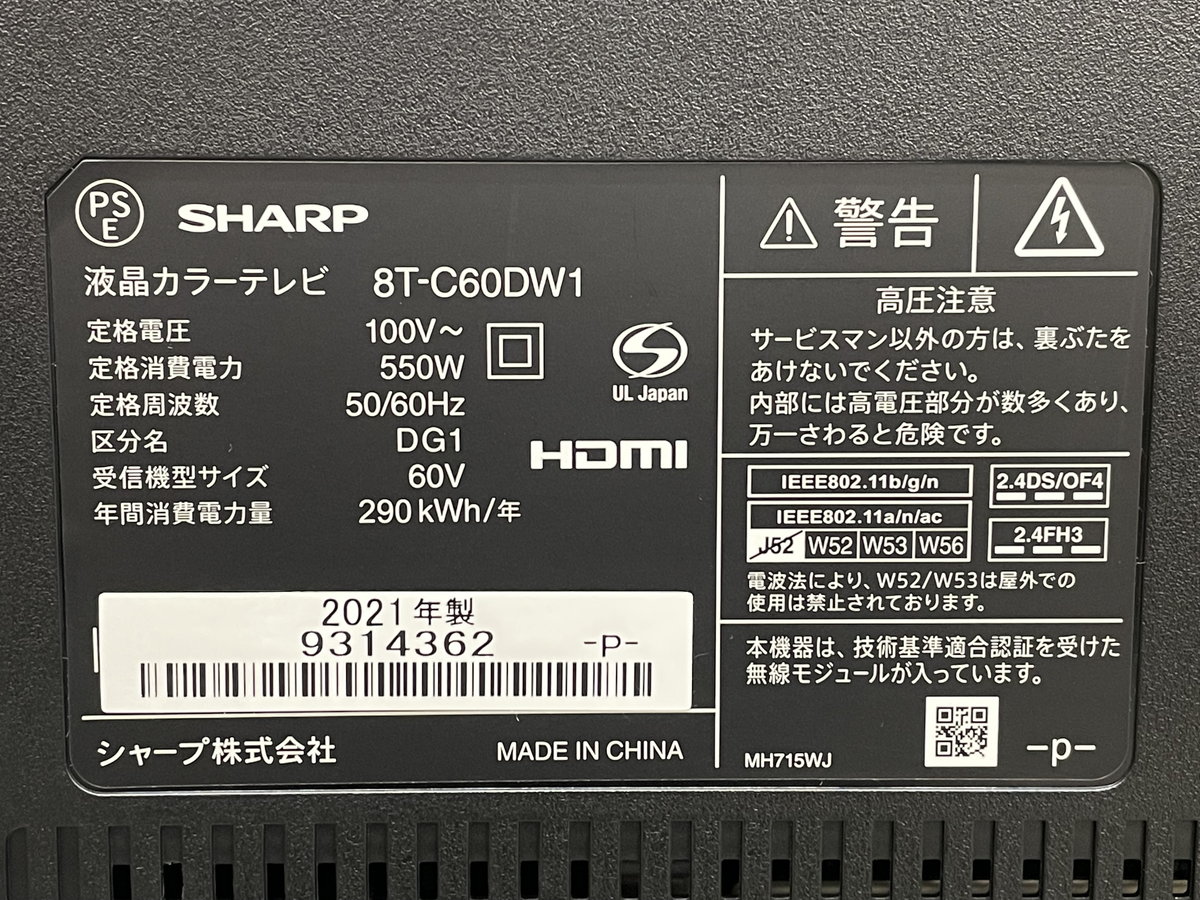 PS
E
SHARP
液晶カラーテレビ 8T-C60DW1
定格電圧 100V～
定格消費電力 550W
定格周波数 50/60Hz
区分名 DG1
受信機型サイズ 60V
年間消費電力量 290 kWh/年
UL Japan
HDMI
2021年製
9314362 -P-
シャープ株式会社 MADE IN CHINA
警告
高圧注意
サービスマン以外の方は、裏ぶたを
あけないでください。
内部には高電圧部分が数多くあり、
万一さわると危険です。
IEEE802.11b/g/n
IEEE802.11a/n/ac
J52 W52 W53 W56
2.4DS/OF4
2.4FH3
電波法により、W52/W53は屋外での
使用は禁止されております。
本機器は、技術基準適合認証を受けた
無線モジュールが入っています。
MH715WJ -p-